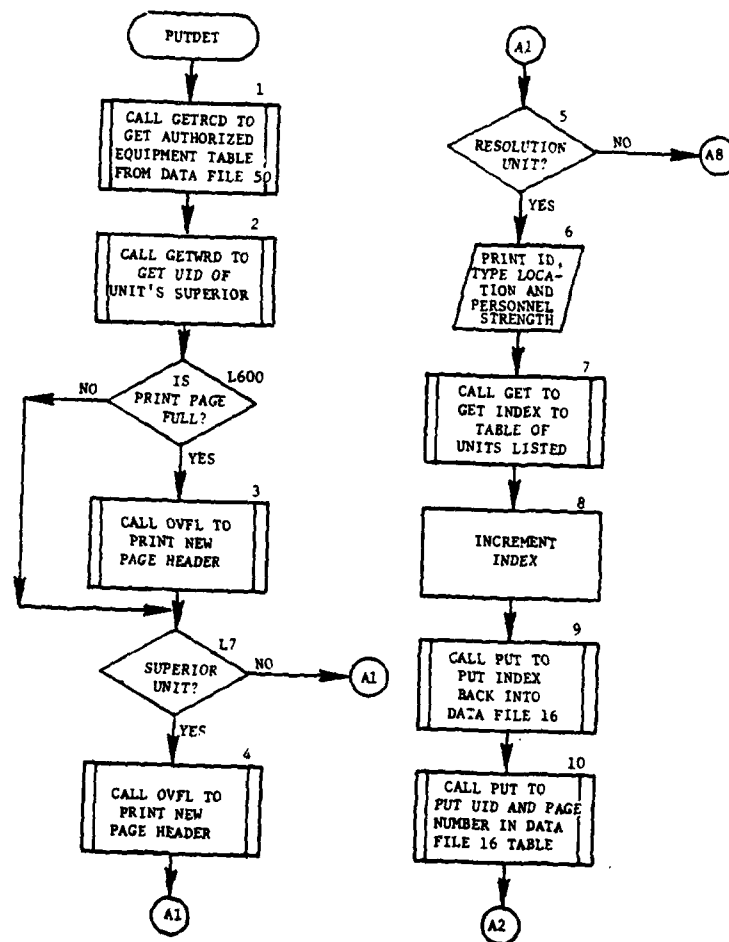 PUTDET
1
CALL GETRCD TO
GET AUTHORIZED
EQUIPMENT TABLE
FROM DATA FILE 50
2
CALL GETWRD TO
GET UID OF
UNIT'S SUPERIOR
L600
IS
PRINT PAGE
FULL?
NO
YES
3
CALL OVFL TO
PRINT NEW
PAGE HEADER
L7
SUPERIOR
UNIT?
NO
A1
YES
4
CALL OVFL TO
PRINT NEW
PAGE HEADER
A1
A1
5
RESOLUTION
UNIT?
NO
A8
YES
6
PRINT ID,
TYPE LOCA-
TION AND
PERSONNEL
STRENGTH
7
CALL GET TO
GET INDEX TO
TABLE OF
UNITS LISTED
8
INCREMENT
INDEX
9
CALL PUT TO
PUT INDEX
BACK INTO
DATA FILE 16
10
CALL PUT TO
PUT UID AND PAGE
NUMBER IN DATA
FILE 16 TABLE
A2